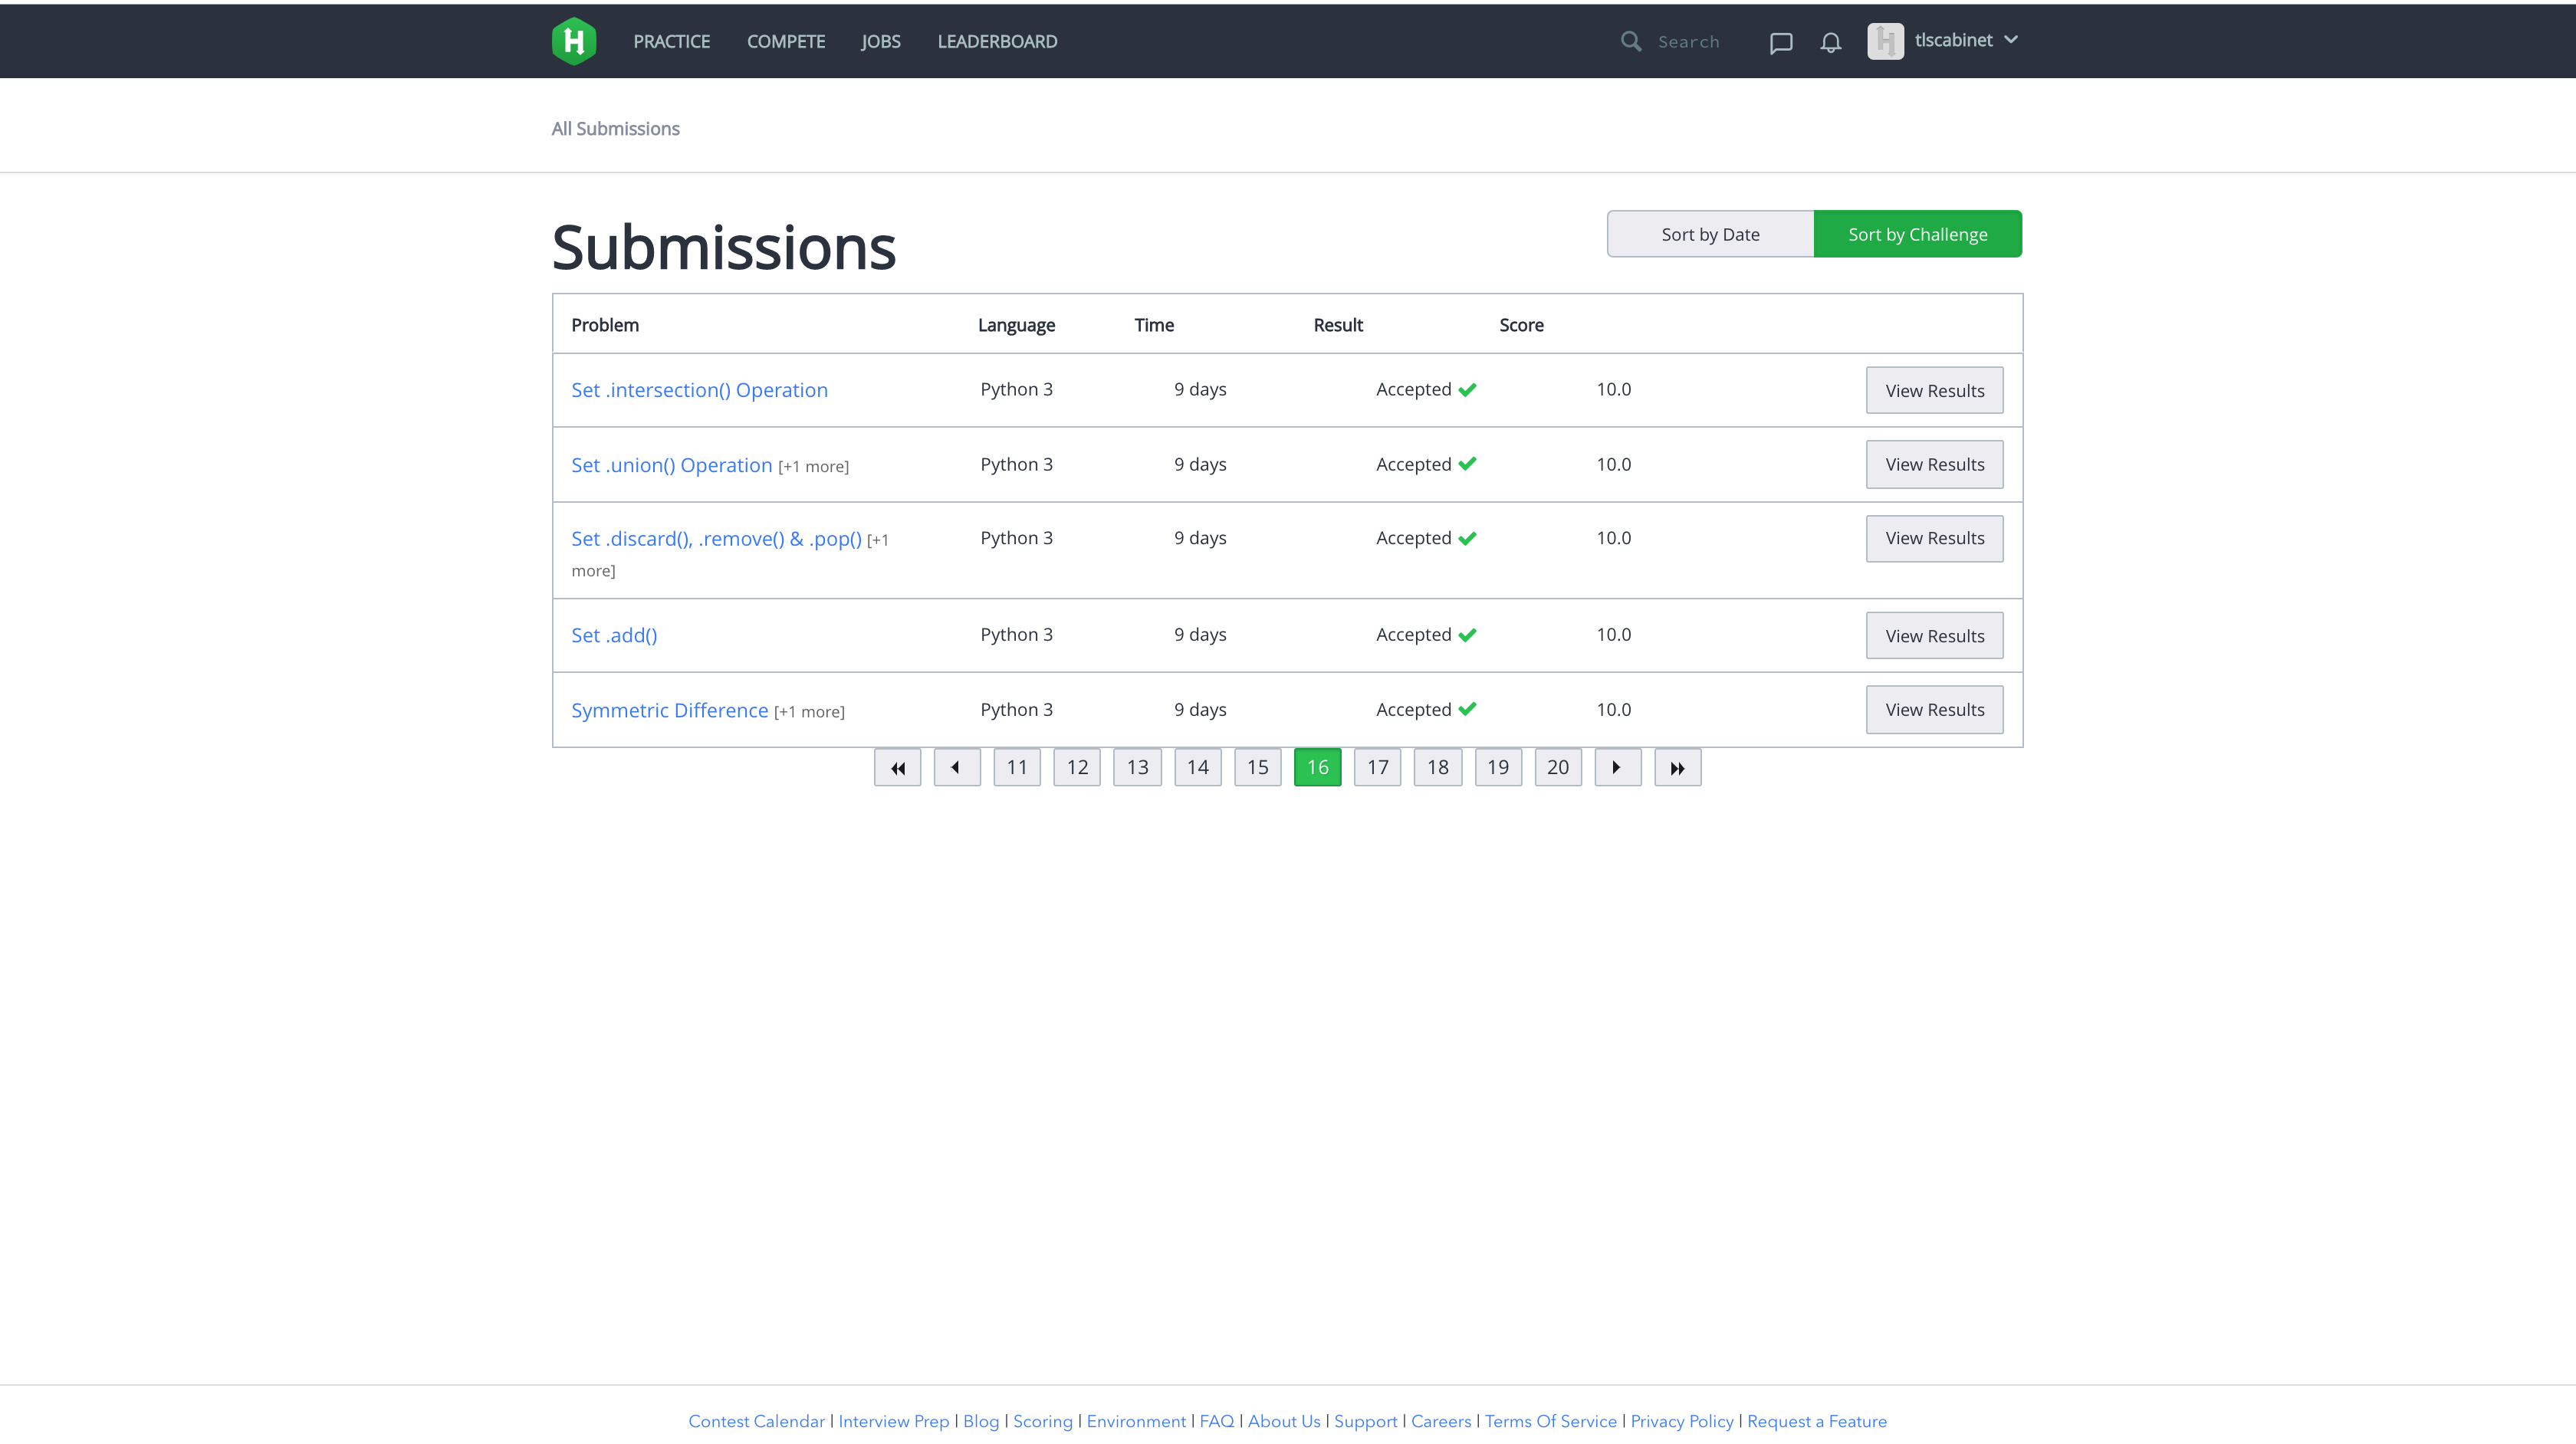 PRACTICE COMPETE JOBS LEADERBOARD Search tlscabinet
All Submissions
Submissions
Sort by Date Sort by Challenge
Problem Language Time Result Score
Set .intersection() Operation Python 3 9 days Accepted 10.0 View Results
Set .union() Operation [+1 more] Python 3 9 days Accepted 10.0 View Results
Set .discard(), .remove() & .pop() [+1 Python 3 9 days Accepted 10.0 View Results
more]
Set .add() Python 3 9 days Accepted 10.0 View Results
Symmetric Difference [+1 more] Python 3 9 days Accepted 10.0 View Results
11 12 13 14 15 16 17 18 19 20
Contest Calendar | Interview Prep | Blog | Scoring | Environment | FAQ | About Us | Support | Careers | Terms Of Service | Privacy Policy | Request a Feature